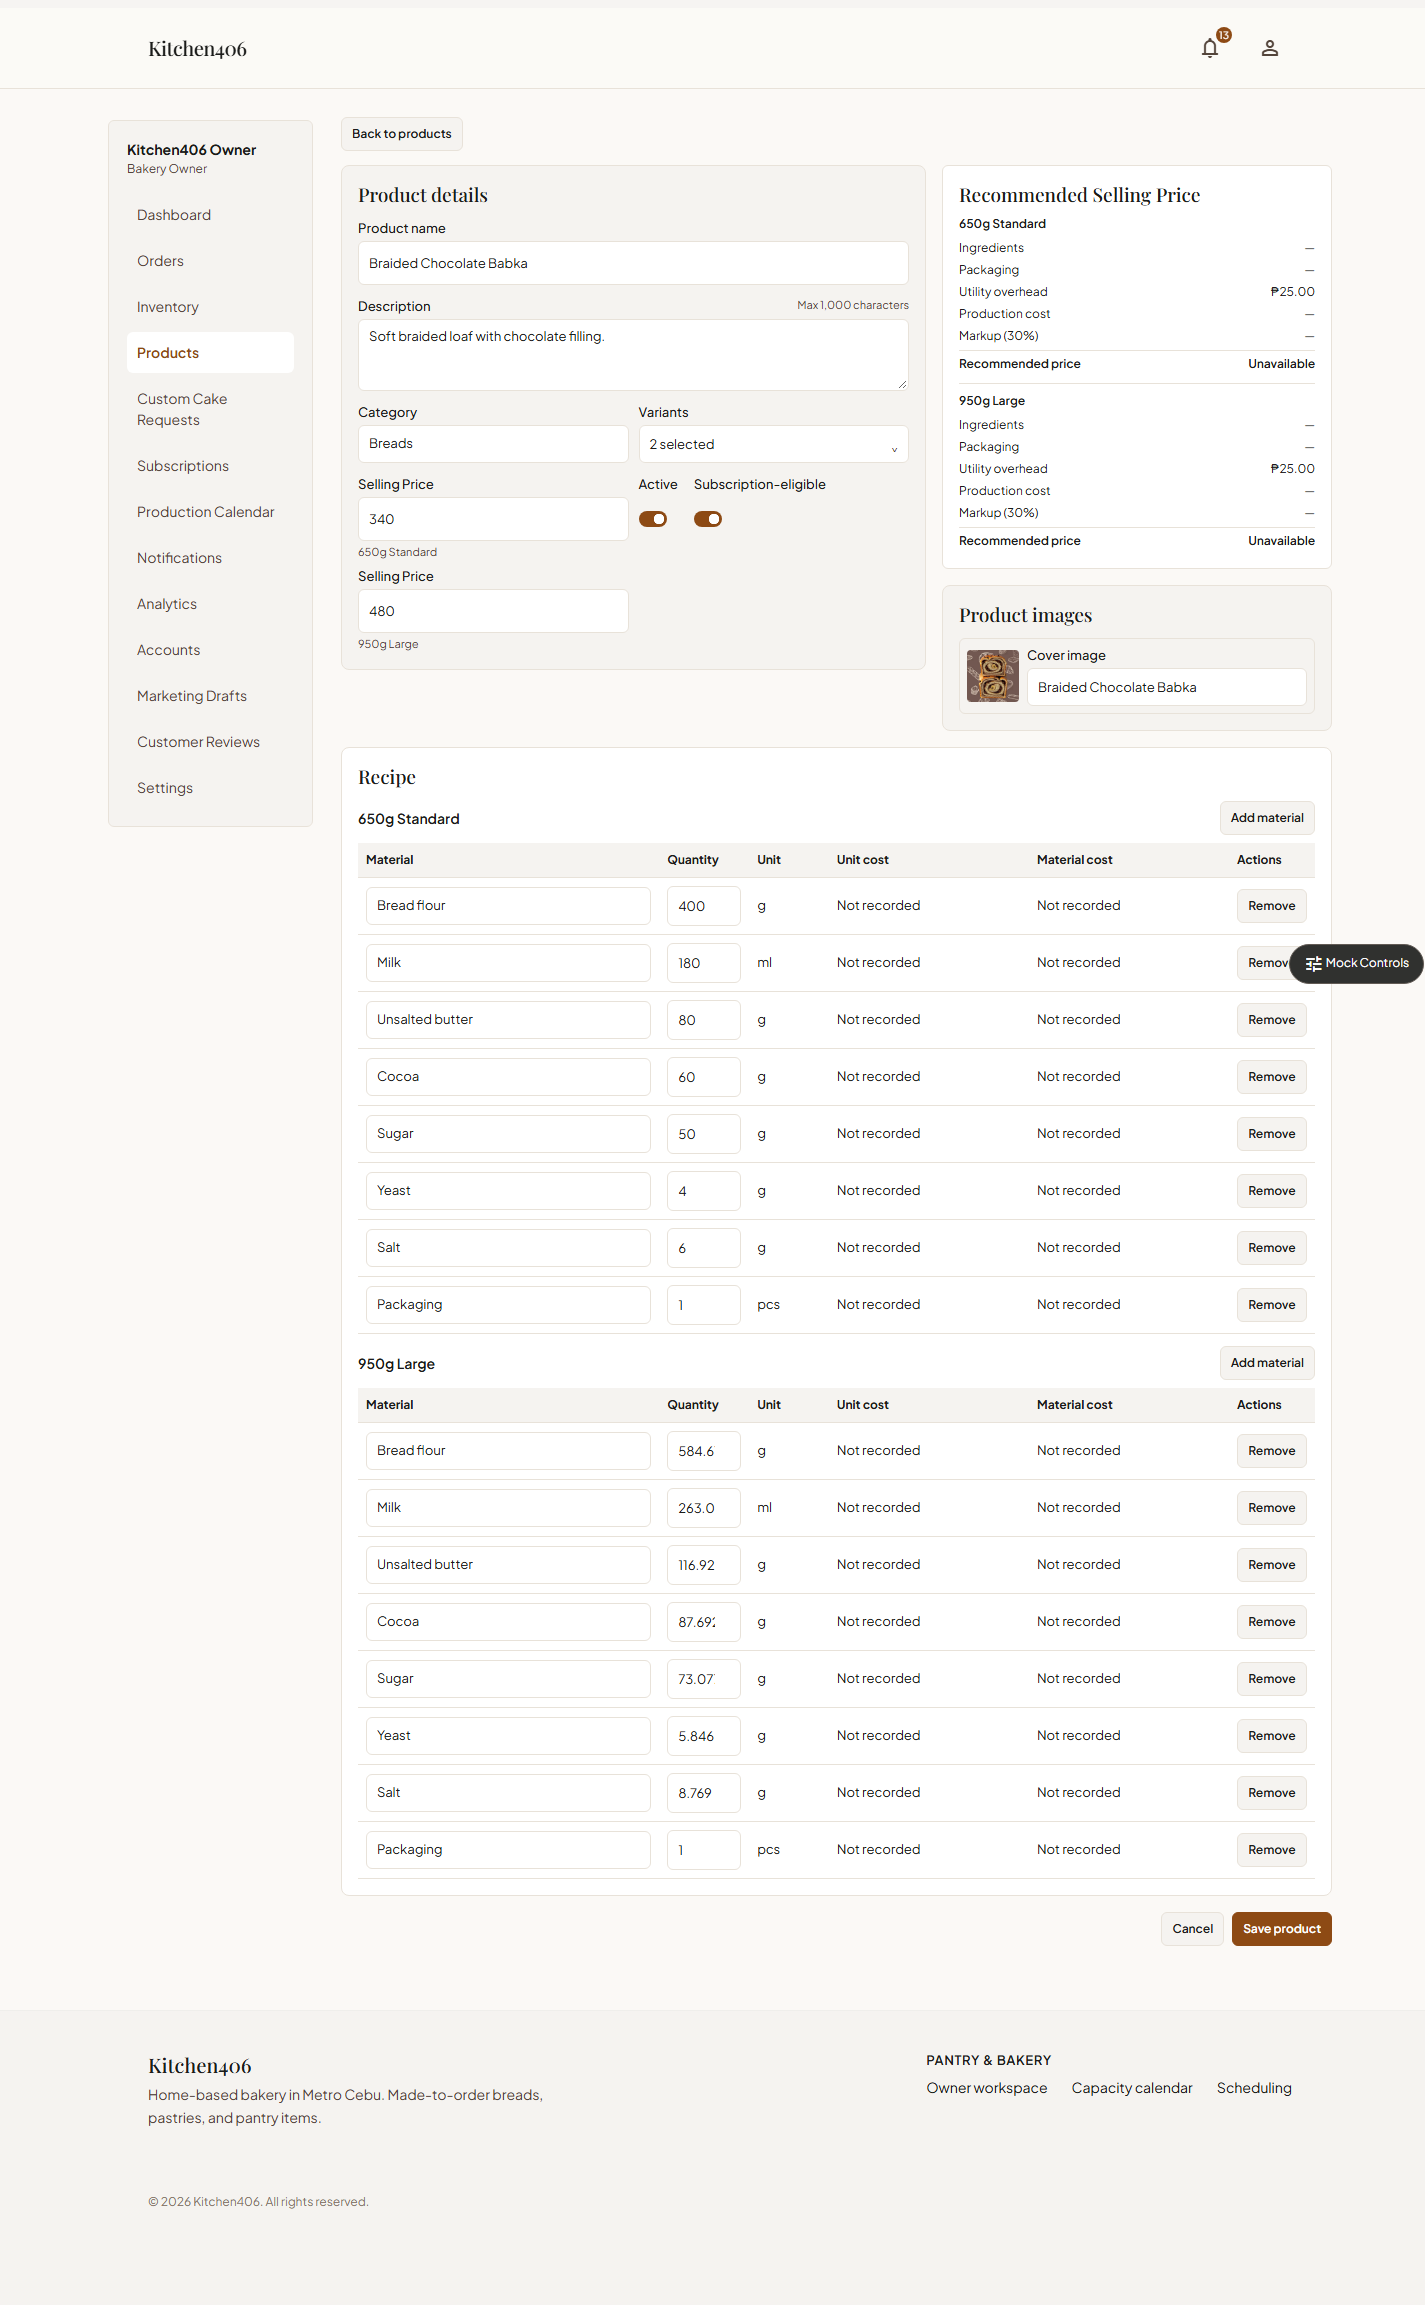 Kitchen406
13
Kitchen406 Owner
Bakery Owner
Dashboard
Orders
Inventory
Products
Custom Cake
Requests
Subscriptions
Production Calendar
Notifications
Analytics
Accounts
Marketing Drafts
Customer Reviews
Settings
Back to products
Product details
Product name
Braided Chocolate Babka
Description Max 1,000 characters
Soft braided loaf with chocolate filling.
Category Variants
Breads 2 selected
Selling Price Active Subscription-eligible
340
650g Standard
Selling Price
480
950g Large
Recommended Selling Price
650g Standard
Ingredients —
Packaging —
Utility overhead ₱25.00
Production cost —
Markup (30%) —
Recommended price Unavailable
950g Large
Ingredients —
Packaging —
Utility overhead ₱25.00
Production cost —
Markup (30%) —
Recommended price Unavailable
Product images
Cover image
Braided Chocolate Babka
Recipe
650g Standard Add material
Material Quantity Unit Unit cost Material cost Actions
Bread flour 400 g Not recorded Not recorded Remove
Milk 180 ml Not recorded Not recorded Remov
Mock Controls
Unsalted butter 80 g Not recorded Not recorded Remove
Cocoa 60 g Not recorded Not recorded Remove
Sugar 50 g Not recorded Not recorded Remove
Yeast 4 g Not recorded Not recorded Remove
Salt 6 g Not recorded Not recorded Remove
Packaging 1 pcs Not recorded Not recorded Remove
950g Large Add material
Material Quantity Unit Unit cost Material cost Actions
Bread flour 584.6 g Not recorded Not recorded Remove
Milk 263.0 ml Not recorded Not recorded Remove
Unsalted butter 116.92 g Not recorded Not recorded Remove
Cocoa 87.692 g Not recorded Not recorded Remove
Sugar 73.07 g Not recorded Not recorded Remove
Yeast 5.846 g Not recorded Not recorded Remove
Salt 8.769 g Not recorded Not recorded Remove
Packaging 1 pcs Not recorded Not recorded Remove
Cancel Save product
Kitchen406
Home-based bakery in Metro Cebu. Made-to-order breads,
pastries, and pantry items.
PANTRY & BAKERY
Owner workspace Capacity calendar Scheduling
© 2026 Kitchen406. All rights reserved.